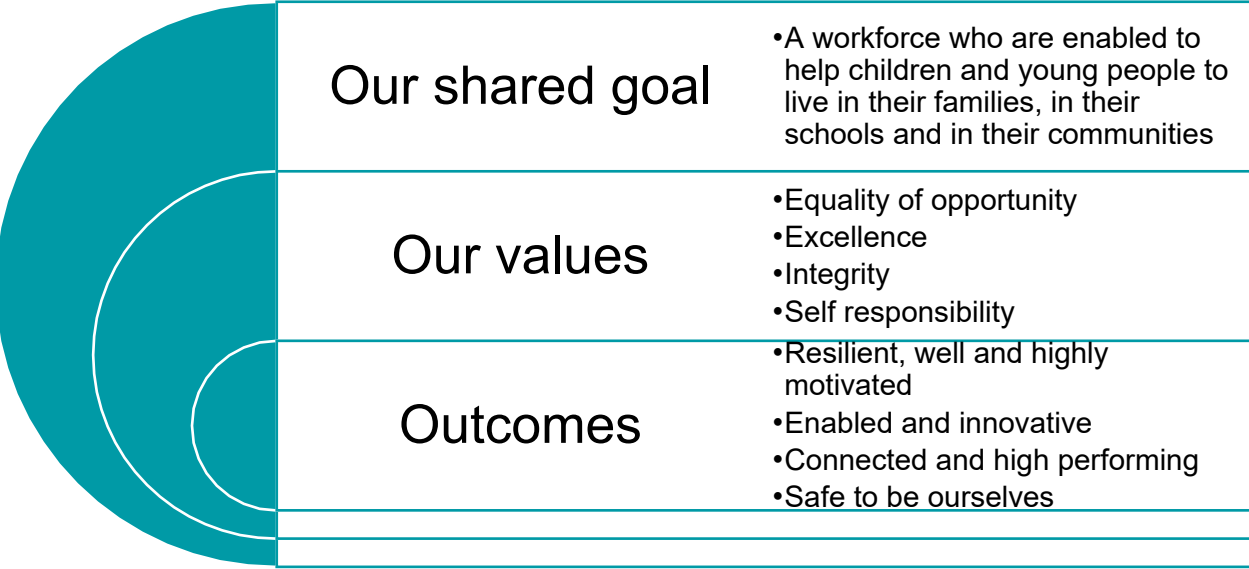 Our shared goal
•A workforce who are enabled to
help children and young people to
live in their families, in their
schools and in their communities
Our values
•Equality of opportunity
•Excellence
•Integrity
•Self responsibility
Outcomes
•Resilient, well and highly
motivated
•Enabled and innovative
•Connected and high performing
•Safe to be ourselves